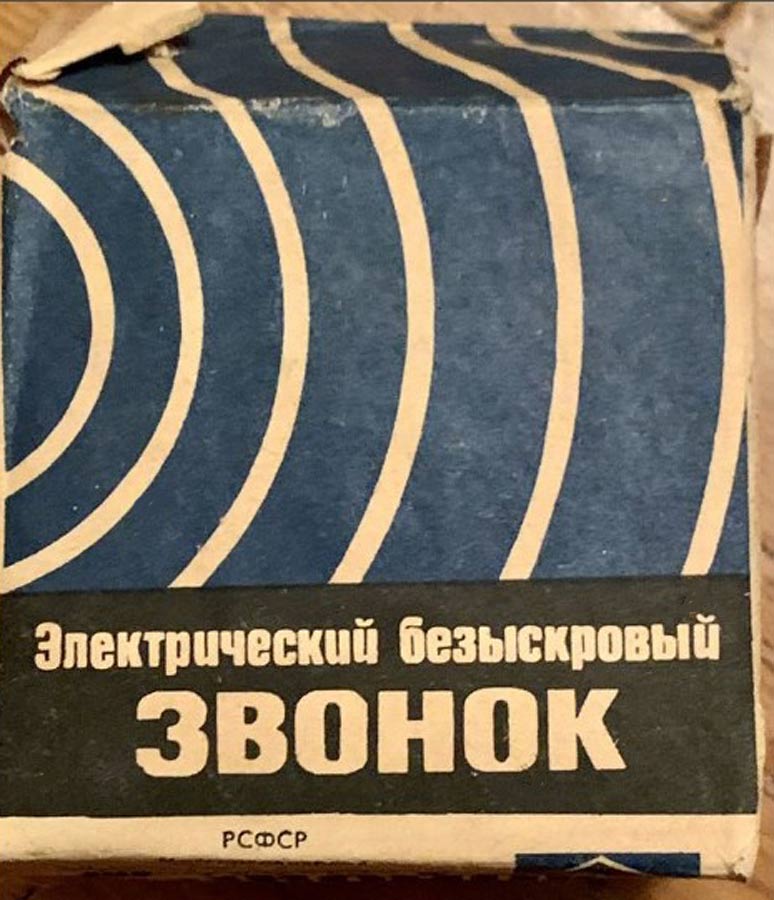 Электрический безыскровый
ЗВОНОК
РСФСР